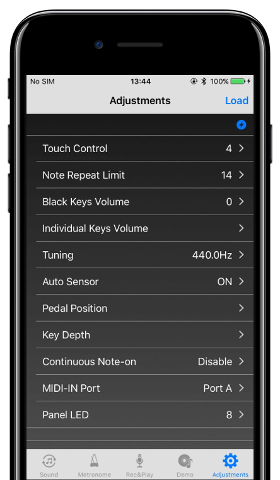 No SIM 13:44 100%
Adjustments Load
Touch Control 4
Note Repeat Limit 14
Black Keys Volume 0
Individual Keys Volume
Tuning 440.0Hz
Auto Sensor ON
Pedal Position
Key Depth
Continuous Note-on Disable
MIDI-IN Port Port A
Panel LED 8
Sound Metronome Rec&Play Demo Adjustments